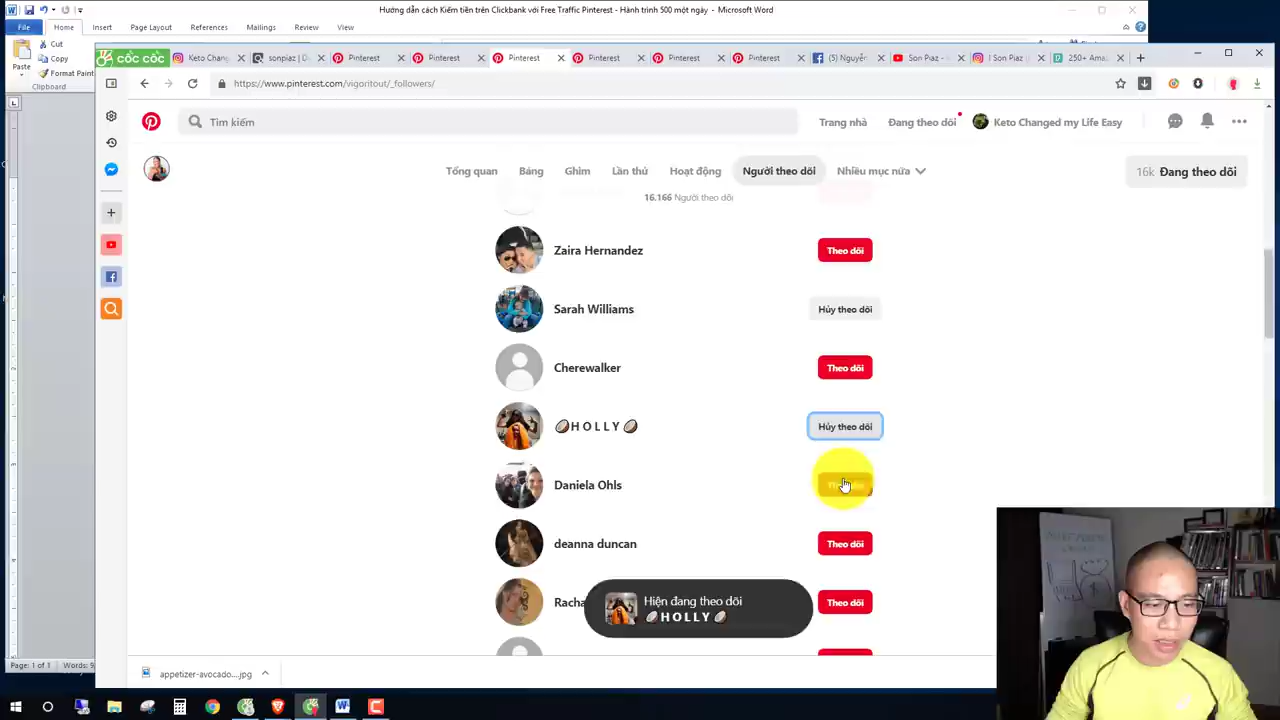 Hướng dẫn cách Kiếm tiền trên Clickbank với Free Traffic Pinterest - Hành trình 500 một ngày - Microsoft Word
File Home Insert Page Layout References Mailings Review View
Cut
Copy
Format Paint
Paste
Clipboard
CỐC CỐC
Keto Chang
sonpiaz | D
Pinterest
Pinterest
Pinterest
Pinterest
Pinterest
Pinterest
(5) Nguyễn
Son Piaz -
I Son Piaz |
250+ Ama
https://www.pinterest.com/vigoritout/_followers/
Tìm kiếm
Trang nhà
Đang theo dõi
Keto Changed my Life Easy
Tổng quan
Bảng
Ghim
Lần thử
Hoạt động
Người theo dõi
Nhiều mục nữa
16k Đang theo dõi
16.166 Người theo dõi
Zaira Hernandez Theo dõi
Sarah Williams Hủy theo dõi
Cherewalker Theo dõi
🥥H O L L Y🥥 Hủy theo dõi
Daniela Ohls
deanna duncan Theo dõi
Racha Theo dõi
Hiện đang theo dõi
🥥H O L L Y🥥
Page: 1 of 1 Words: 9
appetizer-avocado....jpg